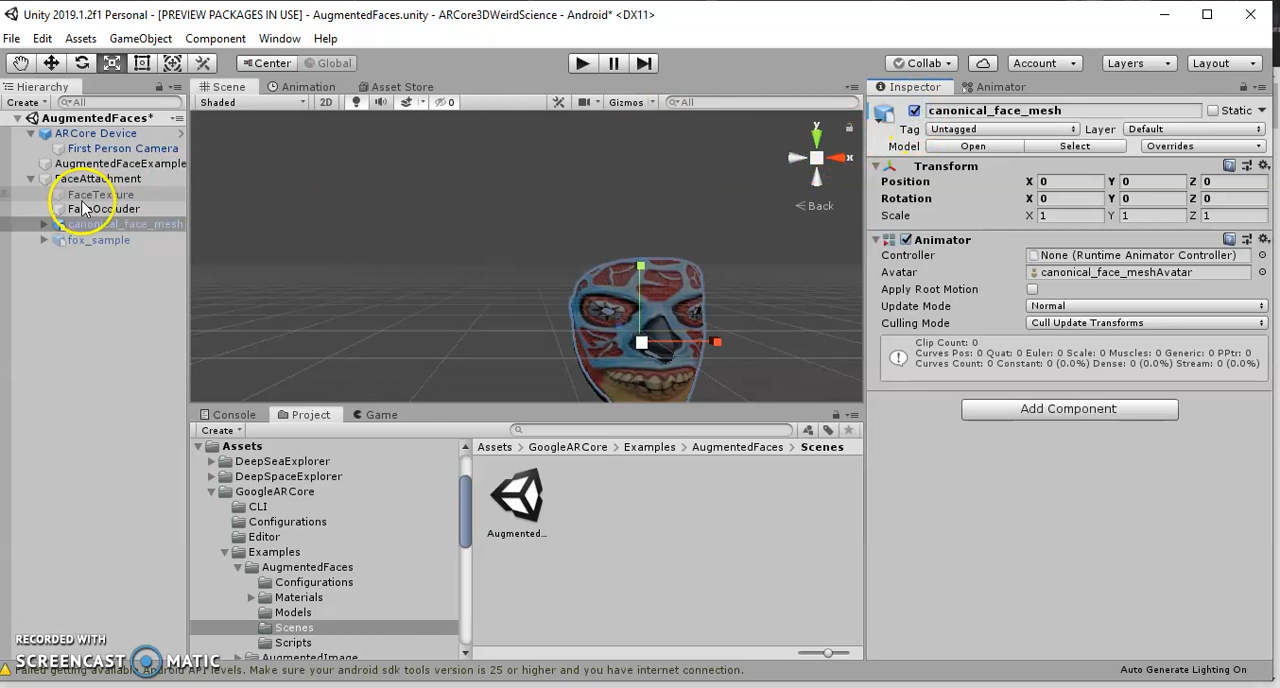 Unity 2019.1.2f1 Personal - [PREVIEW PACKAGES IN USE] - AugmentedFaces.unity - ARCore3DWeirdScience - Android* <DX11>
File Edit Assets GameObject Component Window Help
Center Global Collab Account Layers Layout
Hierarchy
Create All
AugmentedFaces*
ARCore Device
First Person Camera
AugmentedFaceExample
FaceAttachment
FaceTexture
FaceOccluder
canonical_face_mesh
fox_sample
Scene Animation Asset Store
Shaded 2D 0 Gizmos All
y
x
Back
Console Project Game
Create
Assets
DeepSeaExplorer
DeepSpaceExplorer
GoogleARCore
CLI
Configurations
Editor
Examples
AugmentedFaces
Configurations
Materials
Models
Scenes
Scripts
AugmentedImage
Assets > GoogleARCore > Examples > AugmentedFaces > Scenes
Augmented...
Inspector Animator
canonical_face_mesh Static
Tag Untagged Layer Default
Model Open Select Overrides
Transform
Position X 0 Y 0 Z 0
Rotation X 0 Y 0 Z 0
Scale X 1 Y 1 Z 1
Animator
Controller None (Runtime Animator Controller)
Avatar canonical_face_meshAvatar
Apply Root Motion
Update Mode Normal
Culling Mode Cull Update Transforms
Clip Count: 0
Curves Pos: 0 Quat: 0 Euler: 0 Scale: 0 Muscles: 0 Generic: 0 PPtr: 0
Curves Count: 0 Constant: 0 (0.0%) Dense: 0 (0.0%) Stream: 0 (0.0%)
Add Component
RECORDED WITH
SCREENCAST MATIC
Failed getting available Android API levels. Make sure your android sdk tools version is 25 or higher and you have internet connection.
Auto Generate Lighting On